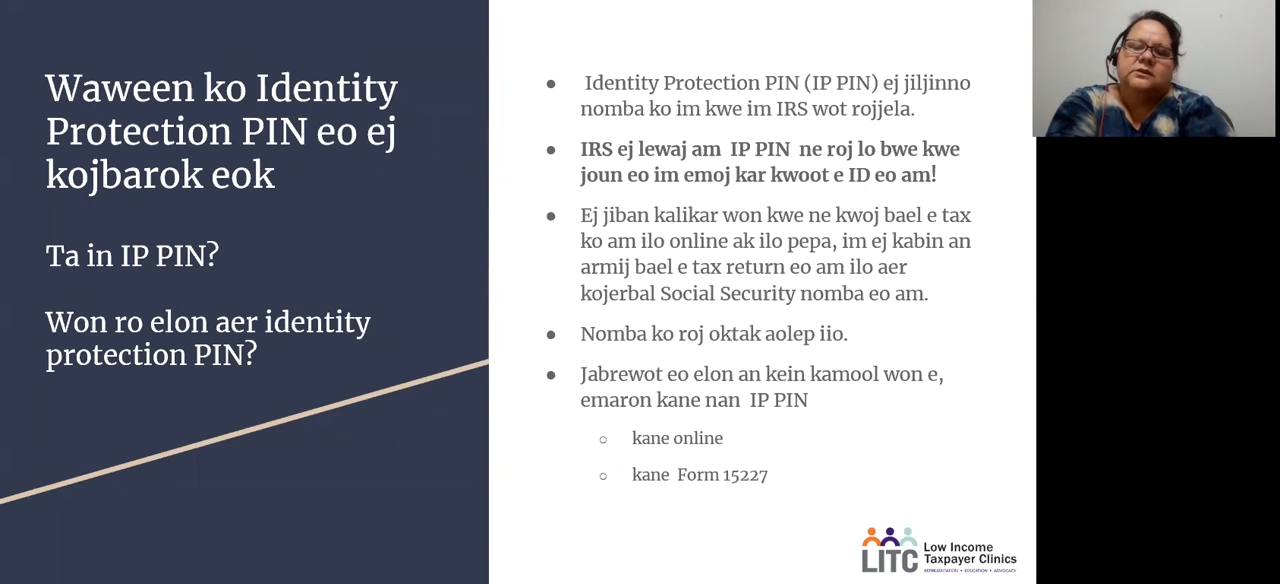 Waween ko Identity
Protection PIN eo ej
kojbarok eok
Ta in IP PIN?
Won ro elon aer identity
protection PIN?
● Identity Protection PIN (IP PIN) ej jiljinno
nomba ko im kwe im IRS wot rojjela.
● IRS ej lewaj am IP PIN ne roj lo bwe kwe
joun eo im emoj kar kwoot e ID eo am!
● Ej jiban kalikar won kwe ne kwoj bael e tax
ko am ilo online ak ilo pepa, im ej kabin an
armij bael e tax return eo am ilo aer
kojerbal Social Security nomba eo am.
● Nomba ko roj oktak aolep iio.
● Jabrewot eo elon an kein kamool won e,
emaron kane nan IP PIN
○ kane online
○ kane Form 15227
LITC Low Income
Taxpayer Clinics
REPRESENTATION • EDUCATION • ADVOCACY